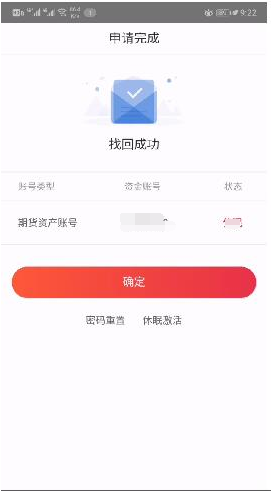 9:22
申请完成
找回成功
账号类型 资金账号 状态
期货资产账号
确定
密码重置 休眠激活